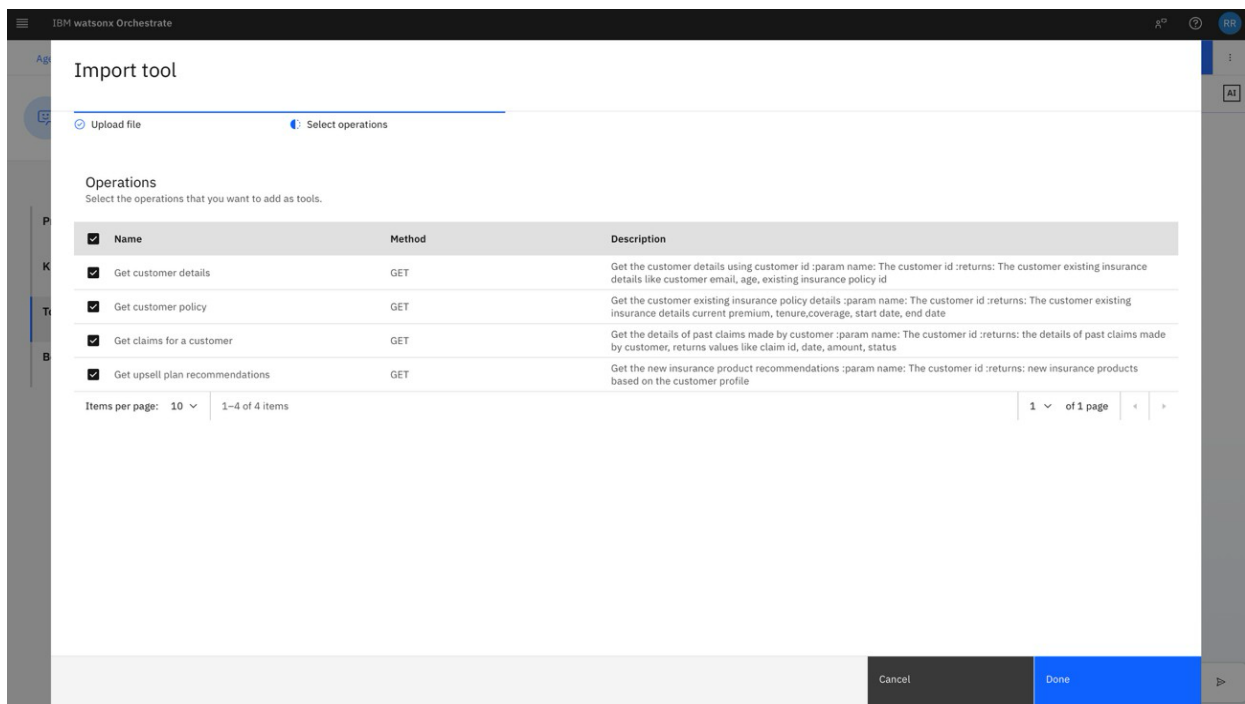 IBM watsonx Orchestrate
RR
Age
AI
Import tool
Upload file
Select operations
Operations
Select the operations that you want to add as tools.
Name Method Description
Get customer details GET Get the customer details using customer id :param name: The customer id :returns: The customer existing insurance
details like customer email, age, existing insurance policy id
Get customer policy GET Get the customer existing insurance policy details :param name: The customer id :returns: The customer existing
insurance details current premium, tenure,coverage, start date, end date
Get claims for a customer GET Get the details of past claims made by customer :param name: The customer id :returns: the details of past claims made
by customer, returns values like claim id, date, amount, status
Get upsell plan recommendations GET Get the new insurance product recommendations :param name: The customer id :returns: new insurance products
based on the customer profile
Items per page: 10 1–4 of 4 items 1 of 1 page
P
K
To
B
Cancel Done